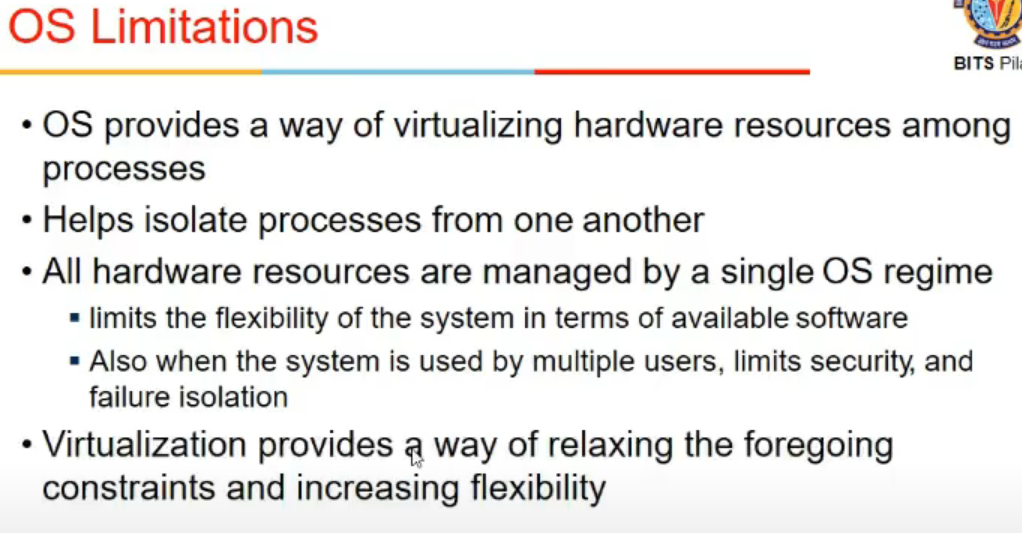 OS Limitations
BITS
• OS provides a way of virtualizing hardware resources among
processes
• Helps isolate processes from one another
• All hardware resources are managed by a single OS regime
▪ limits the flexibility of the system in terms of available software
▪ Also when the system is used by multiple users, limits security, and
failure isolation
• Virtualization provides a way of relaxing the foregoing
constraints and increasing flexibility